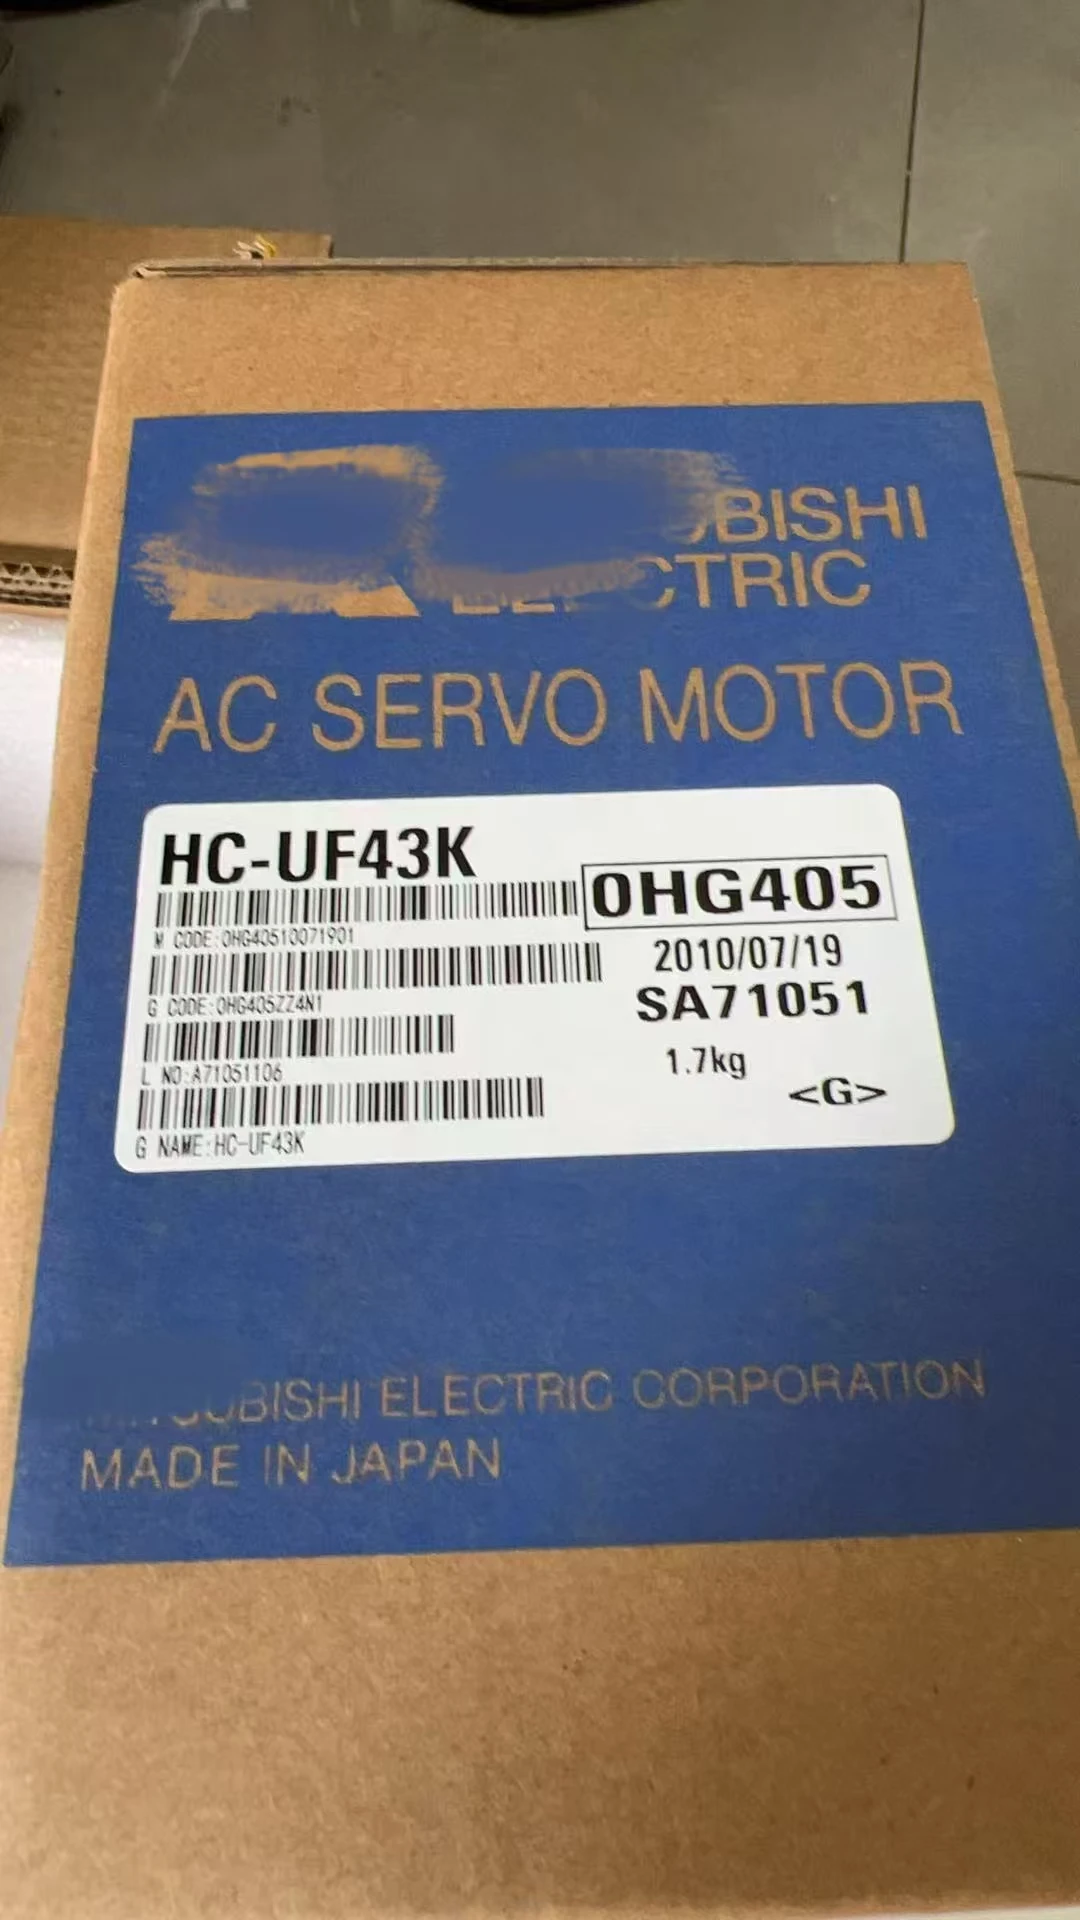 BISHI
CTRIC
AC SERVO MOTOR
HC-UF43K
0HG405
M CODE:0HG40510071901
2010/07/19
G CODE:0HG405ZZ4N1
SA71051
L NO:A71051106
1.7kg
<G>
G NAME:HC-UF43K
UBISHI ELECTRIC CORPORATION
MADE IN JAPAN